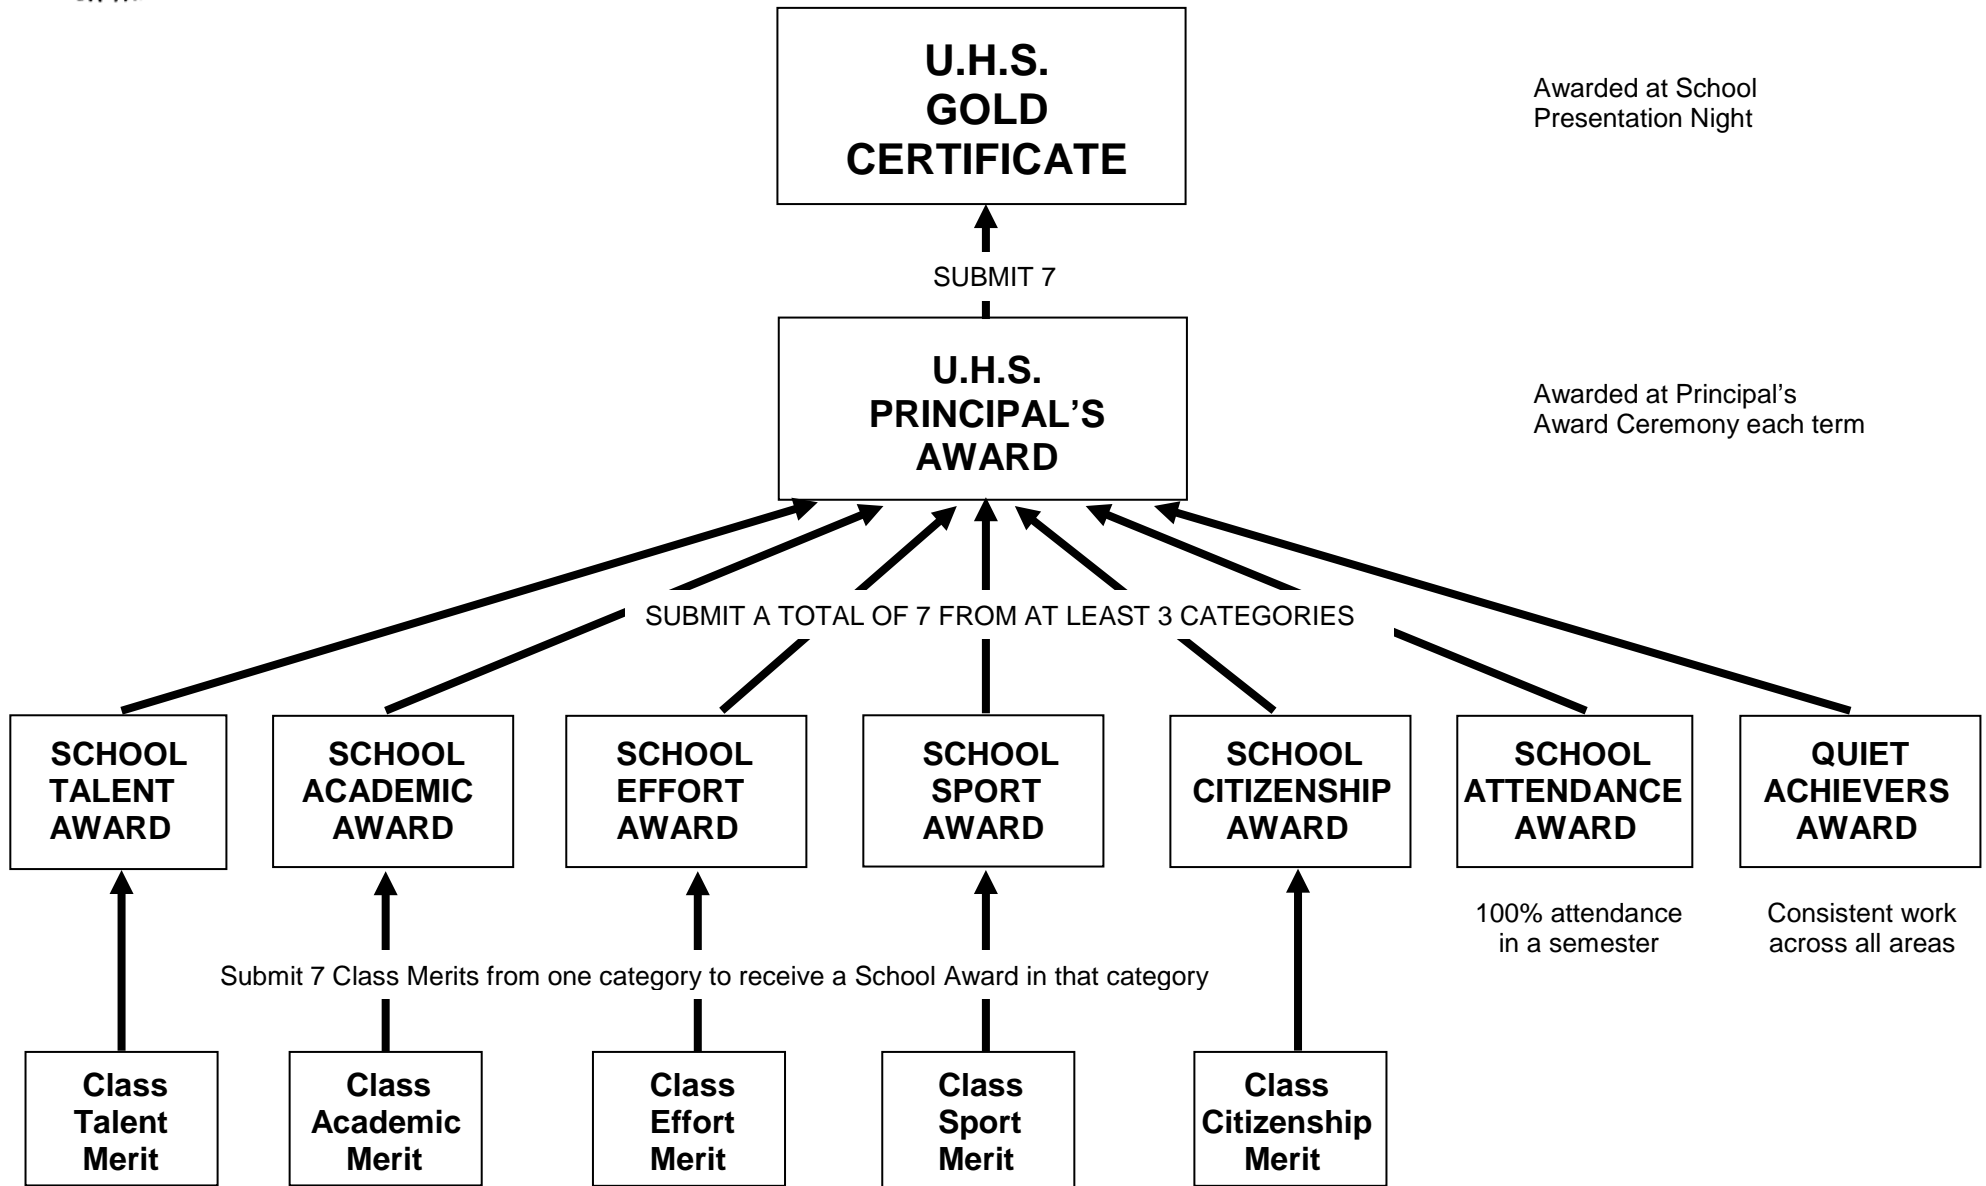 U.H.S.
GOLD
CERTIFICATE
Awarded at School
Presentation Night
SUBMIT 7
U.H.S.
PRINCIPAL’S
AWARD
Awarded at Principal’s
Award Ceremony each term
SUBMIT A TOTAL OF 7 FROM AT LEAST 3 CATEGORIES
SCHOOL
TALENT
AWARD
SCHOOL
ACADEMIC
AWARD
SCHOOL
EFFORT
AWARD
SCHOOL
SPORT
AWARD
SCHOOL
CITIZENSHIP
AWARD
SCHOOL
ATTENDANCE
AWARD
QUIET
ACHIEVERS
AWARD
100% attendance
in a semester
Consistent work
across all areas
Submit 7 Class Merits from one category to receive a School Award in that category
Class
Talent
Merit
Class
Academic
Merit
Class
Effort
Merit
Class
Sport
Merit
Class
Citizenship
Merit